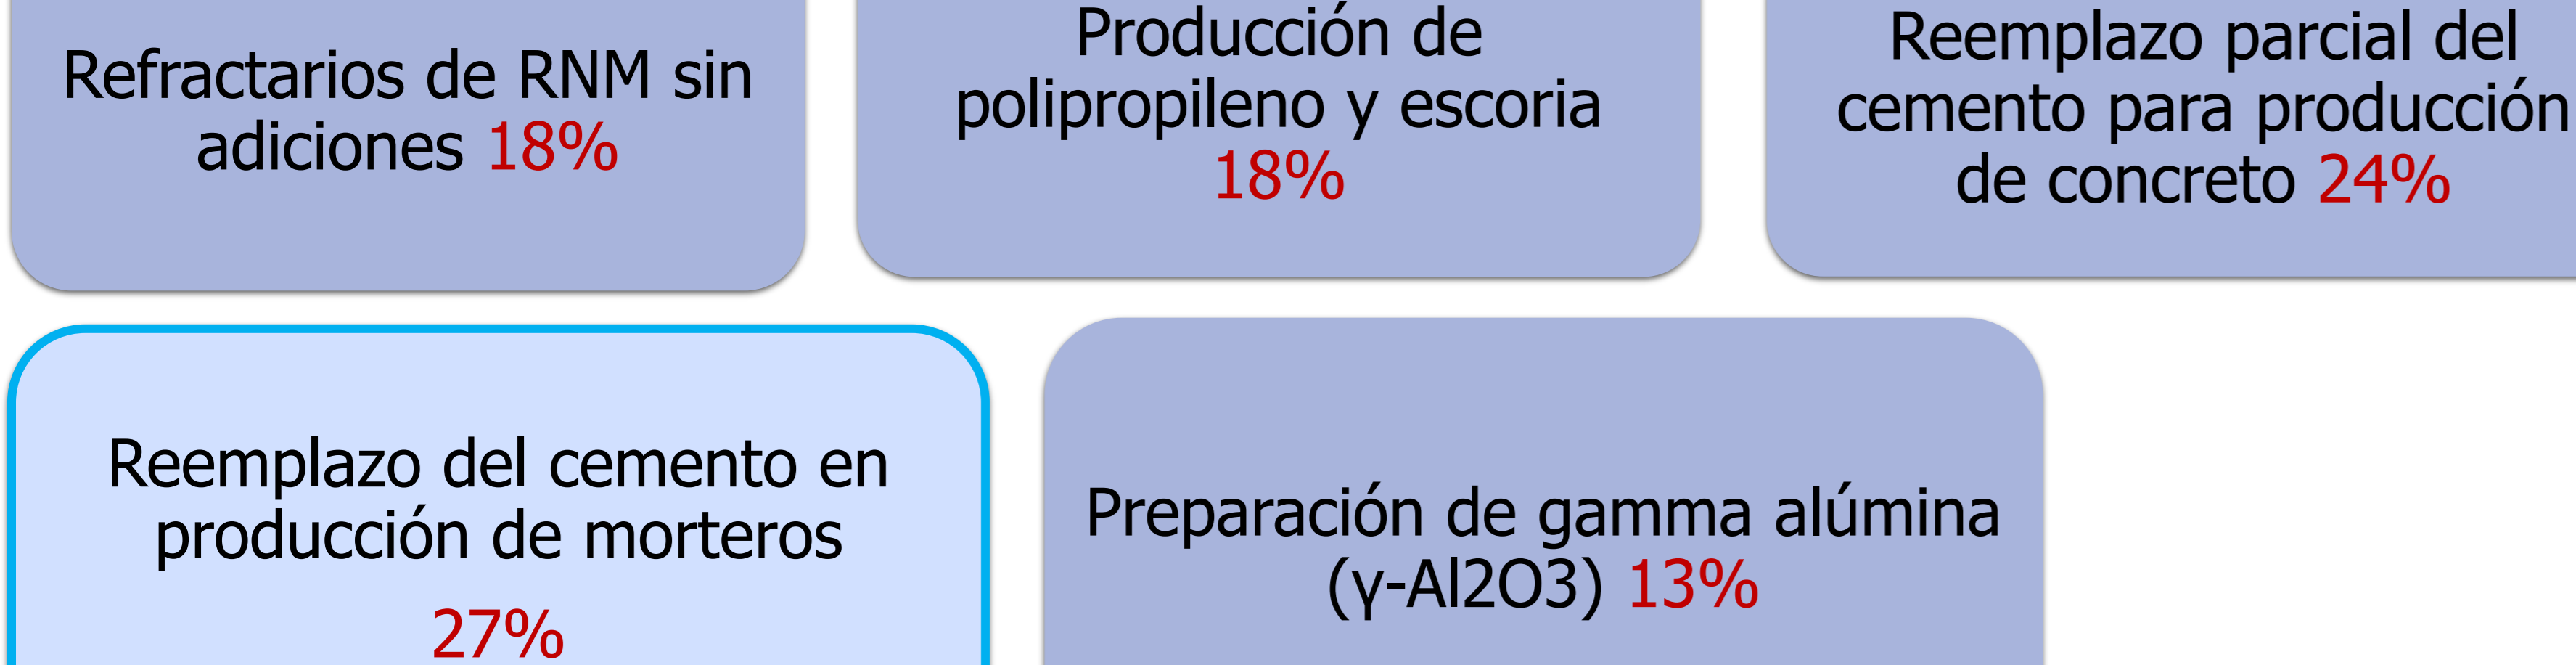 Refractarios de RNM sin
adiciones 18%
Producción de
polipropileno y escoria
18%
Reemplazo parcial del
cemento para producción
de concreto 24%
Reemplazo del cemento en
producción de morteros
27%
Preparación de gamma alúmina
(γ-Al2O3) 13%